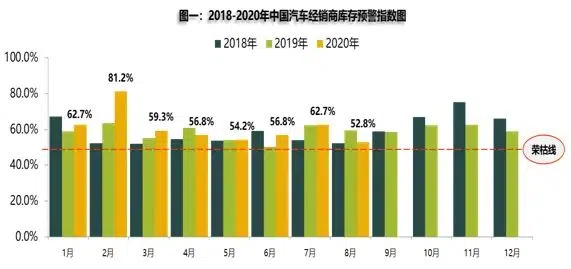 图一：2018-2020年中国汽车经销商库存预警指数图
2018年 2019年 2020年
100.0%
80.0%
60.0%
40.0%
20.0%
0.0%
62.7% 81.2% 59.3% 56.8% 54.2% 56.8% 62.7% 52.8%
荣枯线
1月 2月 3月 4月 5月 6月 7月 8月 9月 10月 11月 12月